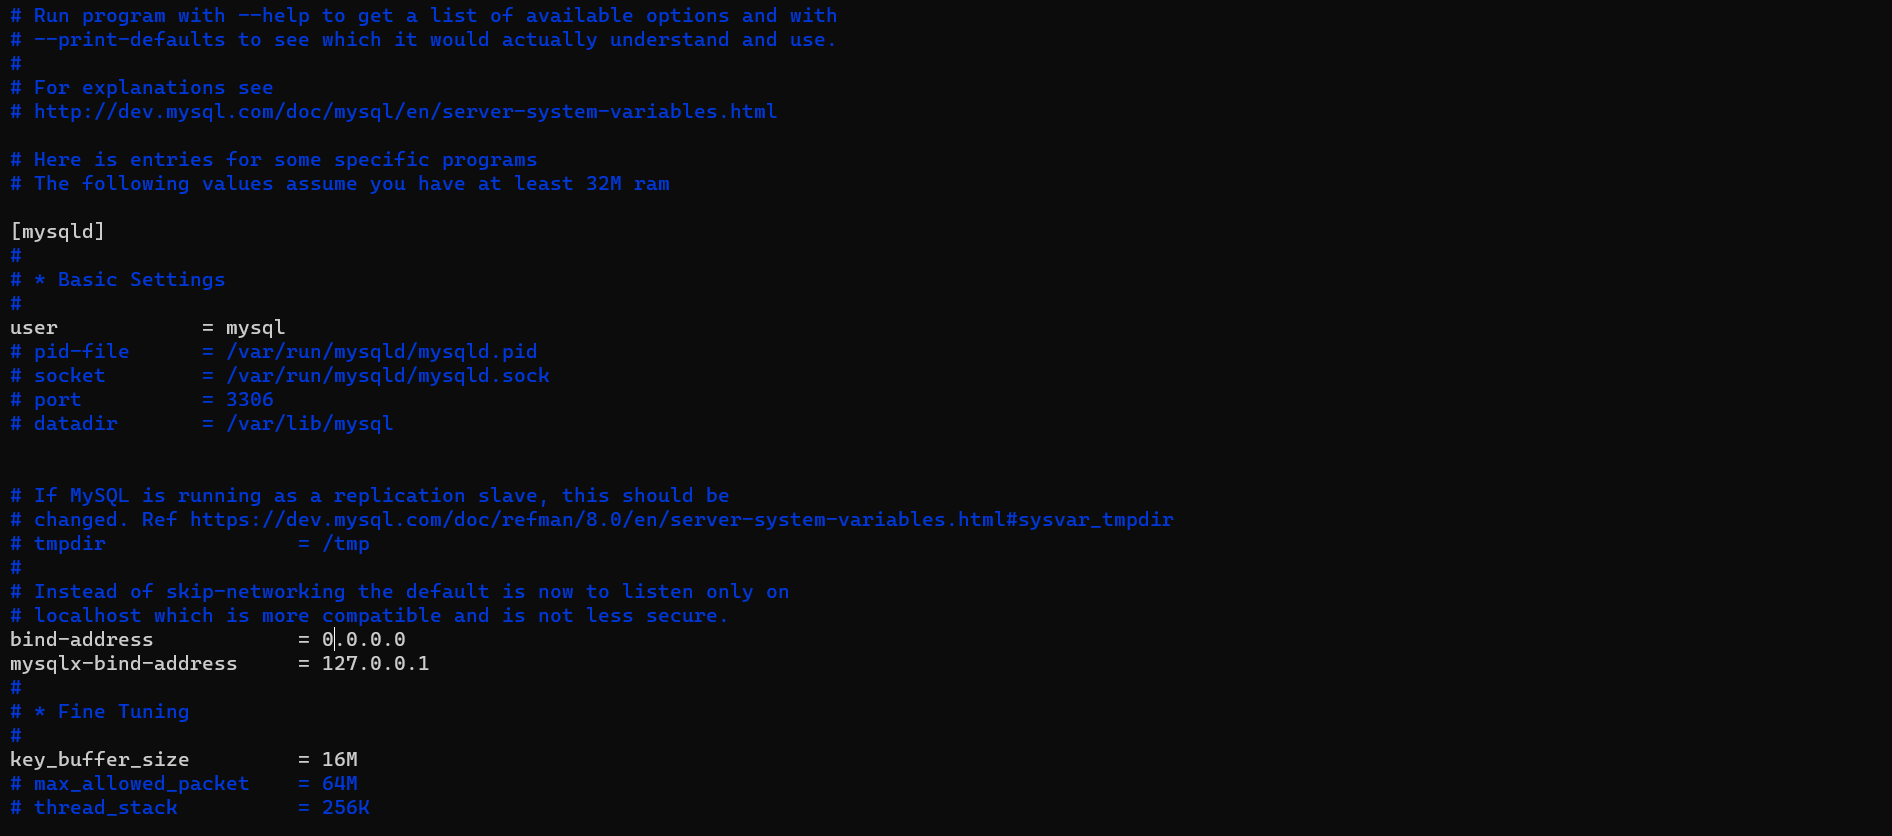 # Run program with --help to get a list of available options and with
# --print-defaults to see which it would actually understand and use.
#
# For explanations see
# http://dev.mysql.com/doc/mysql/en/server-system-variables.html

# Here is entries for some specific programs
# The following values assume you have at least 32M ram

[mysqld]
#
# * Basic Settings
#
user            = mysql
# pid-file      = /var/run/mysqld/mysqld.pid
# socket        = /var/run/mysqld/mysqld.sock
# port          = 3306
# datadir       = /var/lib/mysql


# If MySQL is running as a replication slave, this should be
# changed. Ref https://dev.mysql.com/doc/refman/8.0/en/server-system-variables.html#sysvar_tmpdir
# tmpdir                = /tmp
#
# Instead of skip-networking the default is now to listen only on
# localhost which is more compatible and is not less secure.
bind-address            = 0.0.0.0
mysqlx-bind-address     = 127.0.0.1
#
# * Fine Tuning
#
key_buffer_size         = 16M
# max_allowed_packet    = 64M
# thread_stack          = 256K